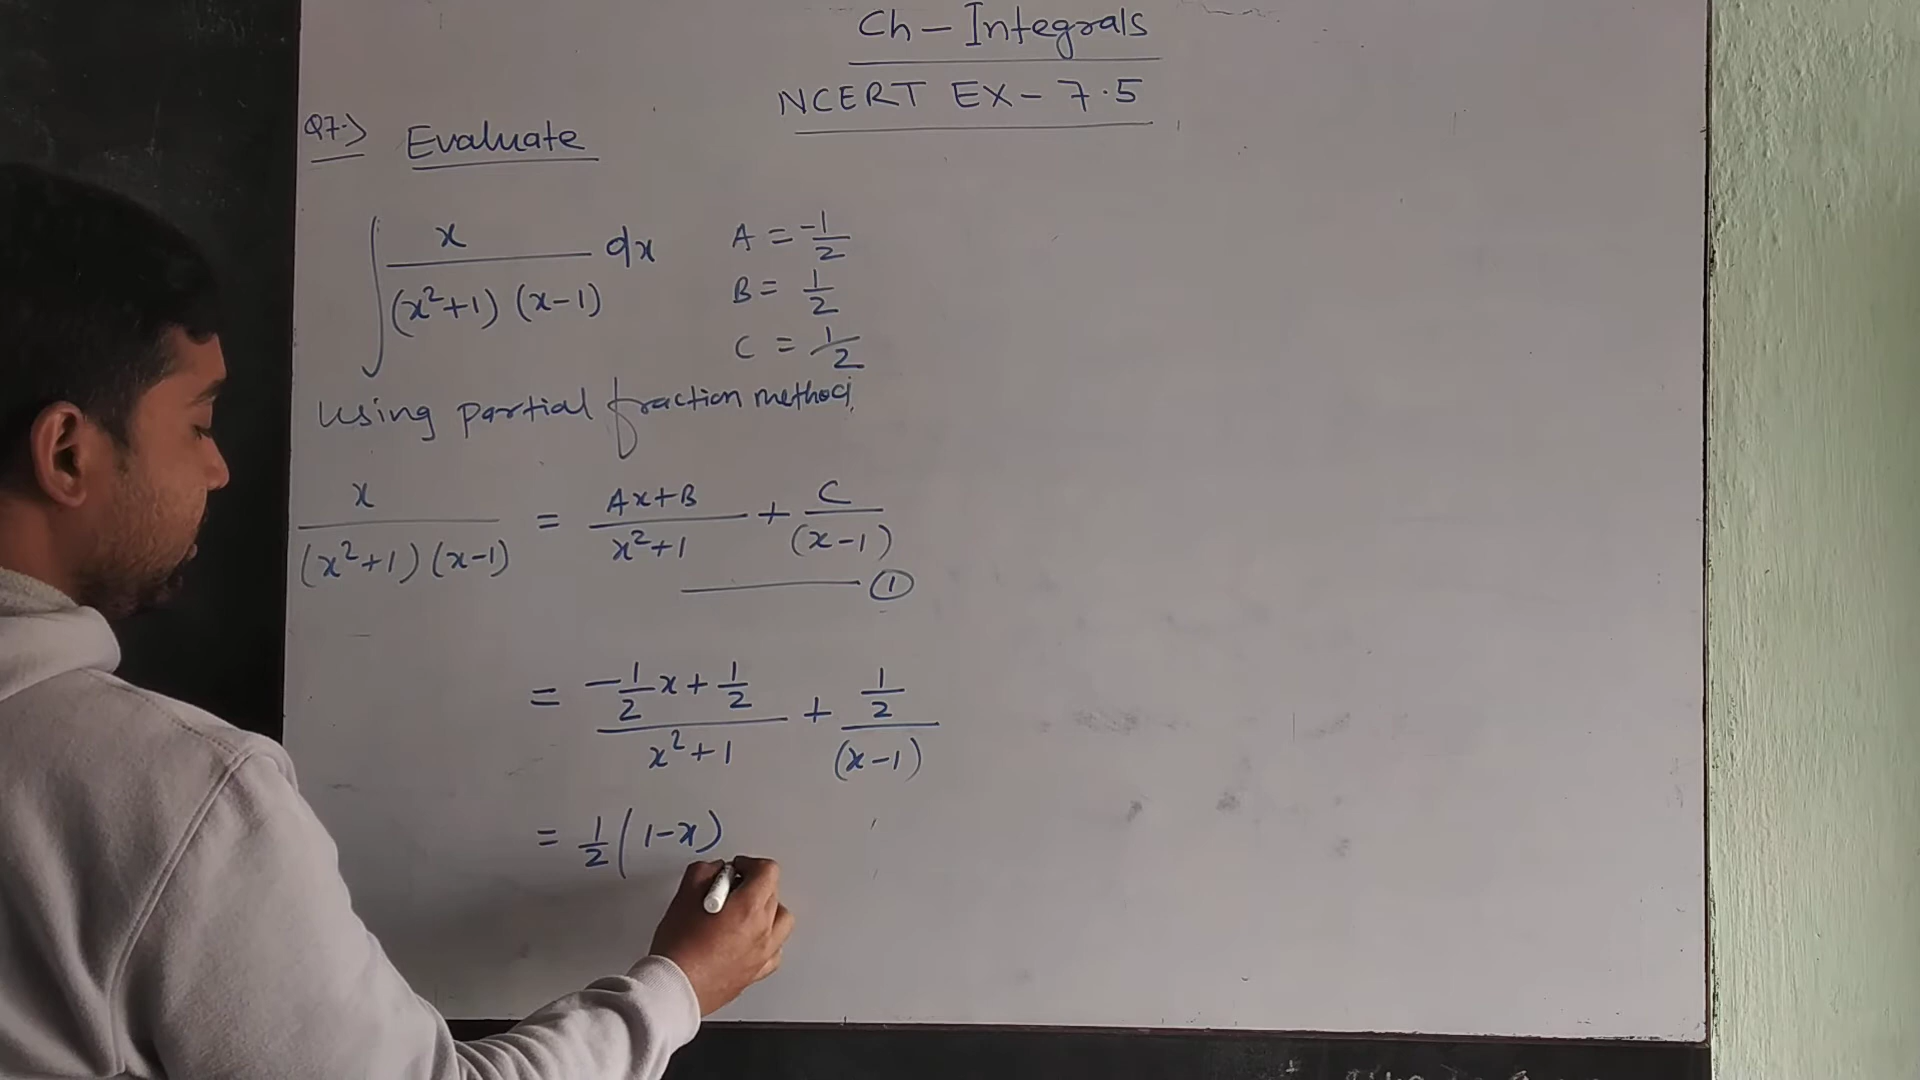 Ch - Integrals
NCERT EX - 7.5
Q7.) Evaluate
∫ x / (x²+1) (x-1) dx
A = -1/2
B = 1/2
C = 1/2
Using partial fraction method,
x / (x²+1) (x-1) = Ax+B / x²+1 + C / (x-1)
——— ①
= -1/2 x + 1/2 / x²+1 + 1/2 / (x-1)
= 1/2 ( 1-x)